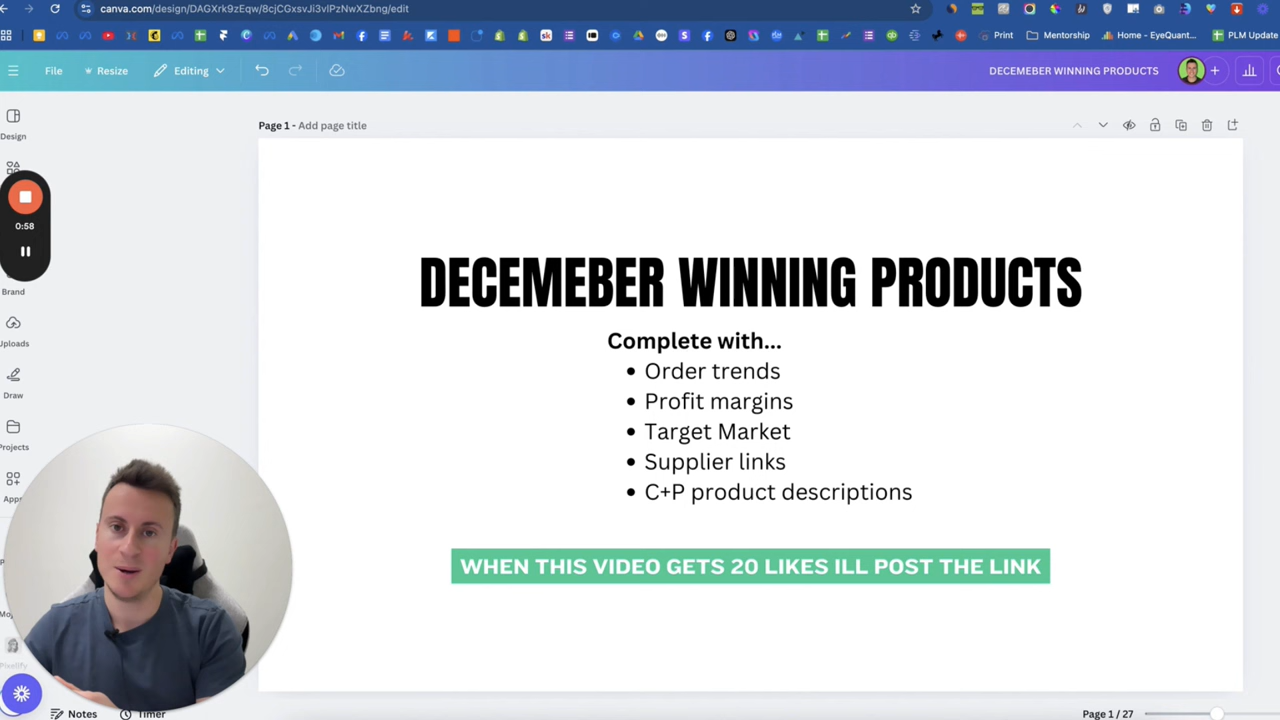 canva.com/design/DAGXrk9zEqw/8cjCGxsvJi3vlPzNwXZbng/edit
Print
Mentorship
Home - EyeQuant...
PLM Update
File
Resize
Editing
DECEMEBER WINNING PRODUCTS
Design
Page 1 - Add page title
0:58
Brand
Uploads
Draw
Projects
Apps
DECEMEBER WINNING PRODUCTS
Complete with...
• Order trends
• Profit margins
• Target Market
• Supplier links
• C+P product descriptions
WHEN THIS VIDEO GETS 20 LIKES ILL POST THE LINK
Pixelify
Notes
Timer
Page 1 / 27